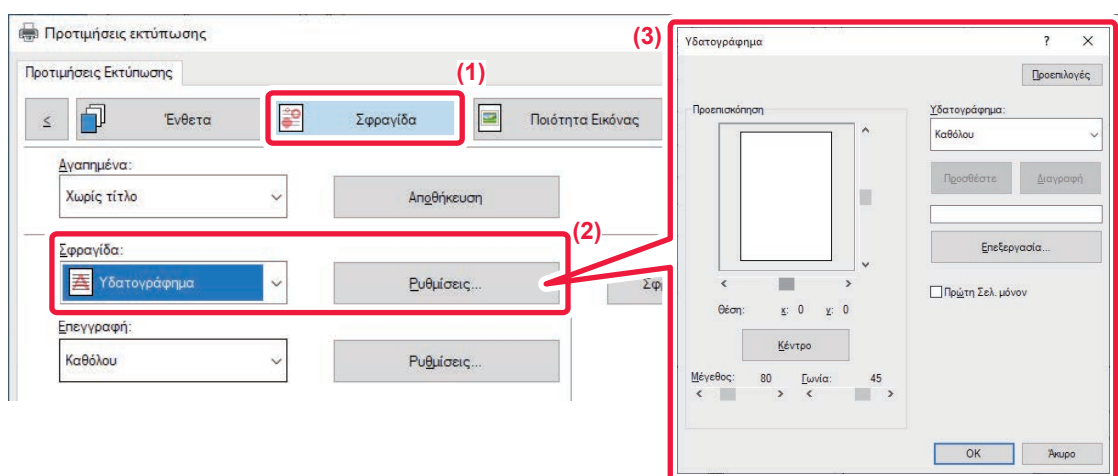 Προτιμήσεις εκτύπωσης
Προτιμήσεις Εκτύπωσης
(1)
≤ Ένθετα Σφραγίδα Ποιότητα Εικόνας
Αγαπημένα:
Χωρίς τίτλο Αποθήκευση
(2)
Σφραγίδα:
Υδατογράφημα Ρυθμίσεις...
Επεγγραφή:
Καθόλου Ρυθμίσεις...
(3)
Υδατογράφημα ? ×
Προεπιλογές
Προεπισκόπηση
Υδατογράφημα:
Καθόλου
Προσθέστε Διαγραφή
Επεξεργασία...
Πρώτη Σελ. μόνον
Θέση: x: 0 y: 0
Κέντρο
Μέγεθος: 80 Γωνία: 45
OK Άκυρο